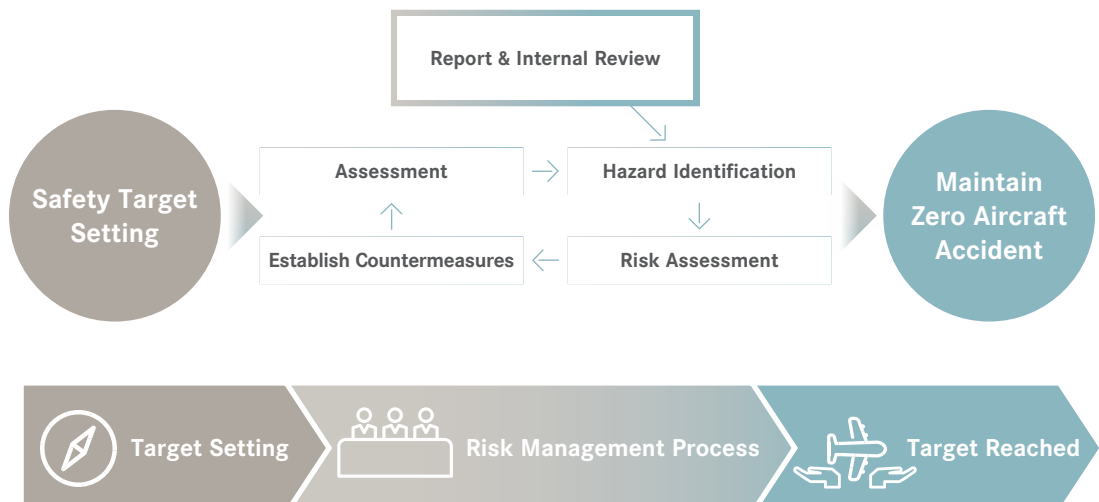 Report & Internal Review
Safety Target
Setting
Assessment
Hazard Identification
Establish Countermeasures
Risk Assessment
Maintain
Zero Aircraft
Accident
Target Setting
Risk Management Process
Target Reached